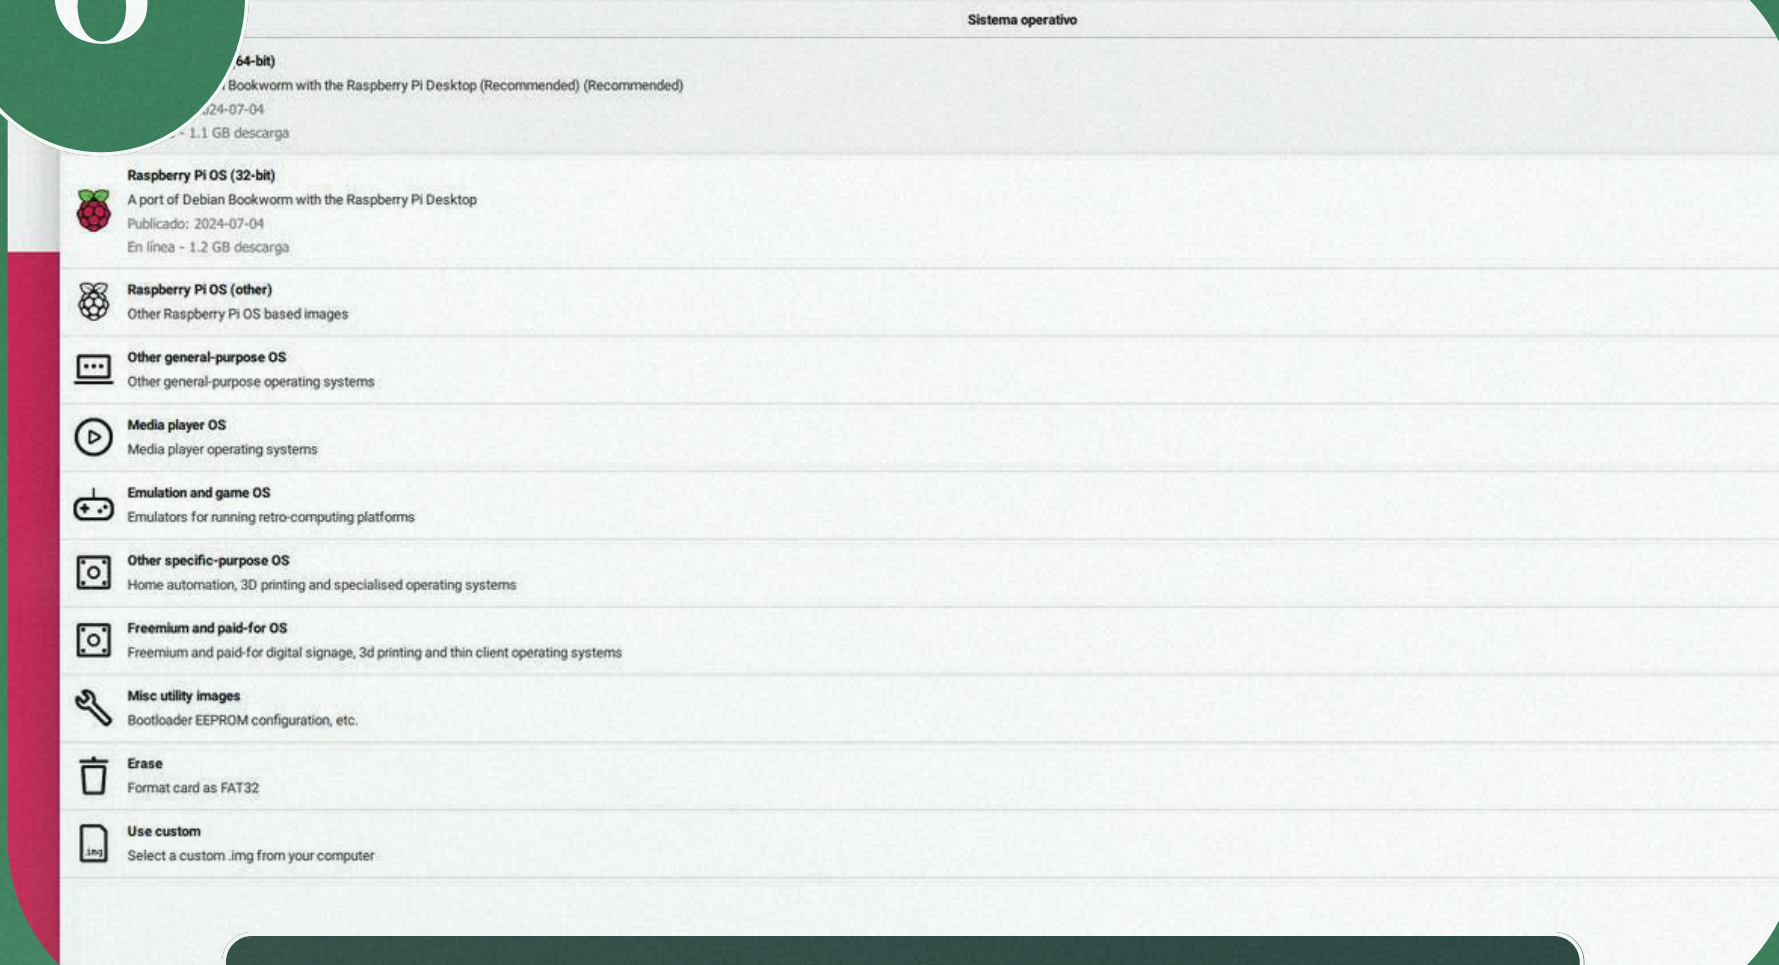 6
Sistema operativo
64-bit)
Bookworm with the Raspberry Pi Desktop (Recommended) (Recommended)
24-07-04
- 1.1 GB descarga
Raspberry Pi OS (32-bit)
A port of Debian Bookworm with the Raspberry Pi Desktop
Publicado: 2024-07-04
En línea - 1.2 GB descarga
Raspberry Pi OS (other)
Other Raspberry Pi OS based images
Other general-purpose OS
Other general-purpose operating systems
Media player OS
Media player operating systems
Emulation and game OS
Emulators for running retro-computing platforms
Other specific-purpose OS
Home automation, 3D printing and specialised operating systems
Freemium and paid-for OS
Freemium and paid-for digital signage, 3d printing and thin client operating systems
Misc utility images
Bootloader EEPROM configuration, etc.
Erase
Format card as FAT32
Use custom
Select a custom .img from your computer
.img